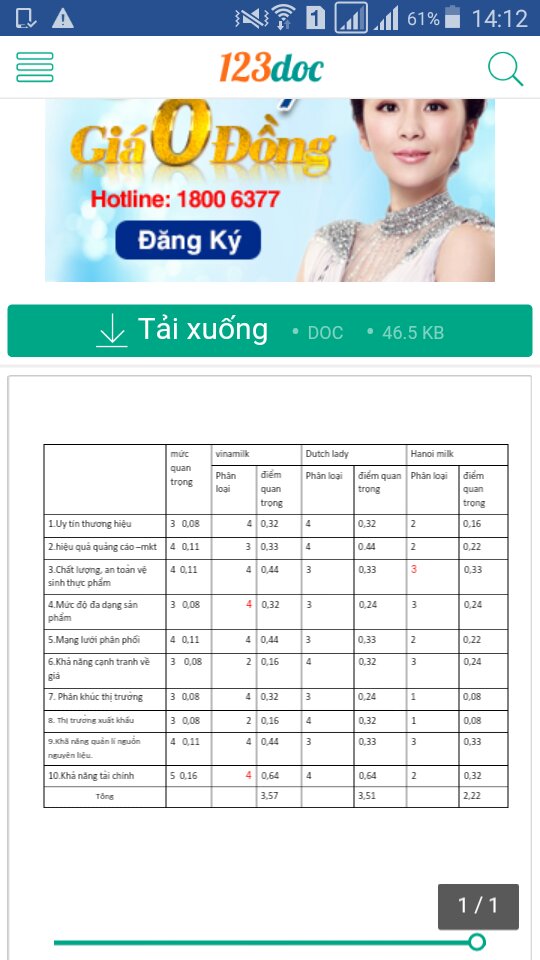 61% 14:12
1
123doc
Giá 0 Đồng
Hotline: 1800 6377
Đăng Ký
Tải xuống • DOC • 46.5 KB
mức quan trọng vinamilk Dutch lady Hanoi milk
Phân loại điểm quan trọng Phân loại điểm quan trọng Phân loại điểm quan trọng
1.Uy tín thương hiệu 3 0,08 4 0,32 4 0,32 2 0,16
2.hiệu quả quảng cáo –mkt 4 0,11 3 0,33 4 0.44 2 0,22
3.Chất lượng, an toàn vệ sinh thực phẩm 4 0,11 4 0,44 3 0,33 3 0,33
4.Mức độ đa dạng sản phẩm 3 0,08 4 0,32 3 0,24 3 0,24
5.Mạng lưới phân phối 4 0,11 4 0,44 3 0,33 2 0,22
6.Khả năng cạnh tranh về giá 3 0,08 2 0,16 4 0,32 3 0,24
7. Phân khúc thị trường 3 0,08 4 0,32 3 0,24 1 0,08
8. Thị trường xuất khẩu 3 0,08 2 0,16 4 0,32 1 0,08
9.Khã năng quản lí nguồn nguyên liệu. 4 0,11 4 0,44 3 0,33 3 0,33
10.Khả năng tài chính 5 0,16 4 0,64 4 0,64 2 0,32
Tổng 3,57 3,51 2,22
1 / 1